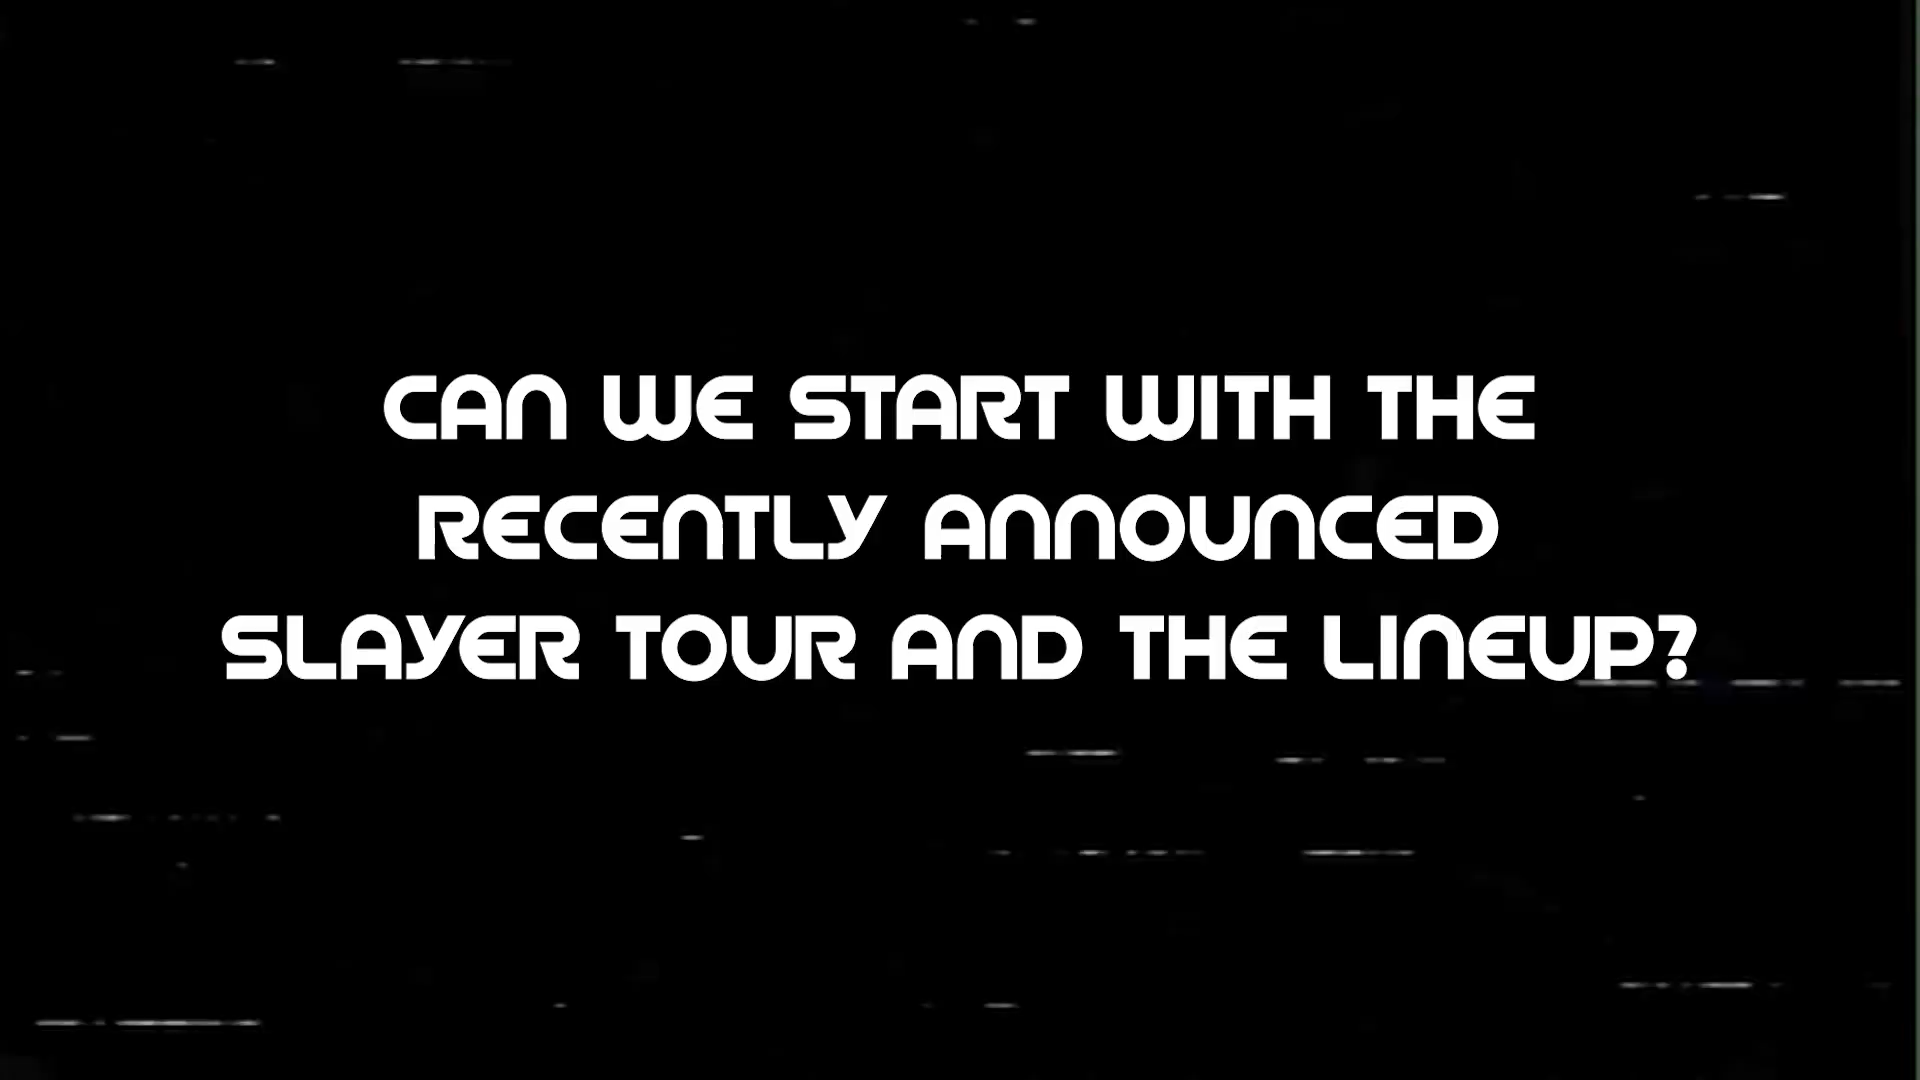 CAN WE START WITH THE
RECENTLY ANNOUNCED
SLAYER TOUR AND THE LINEUP?